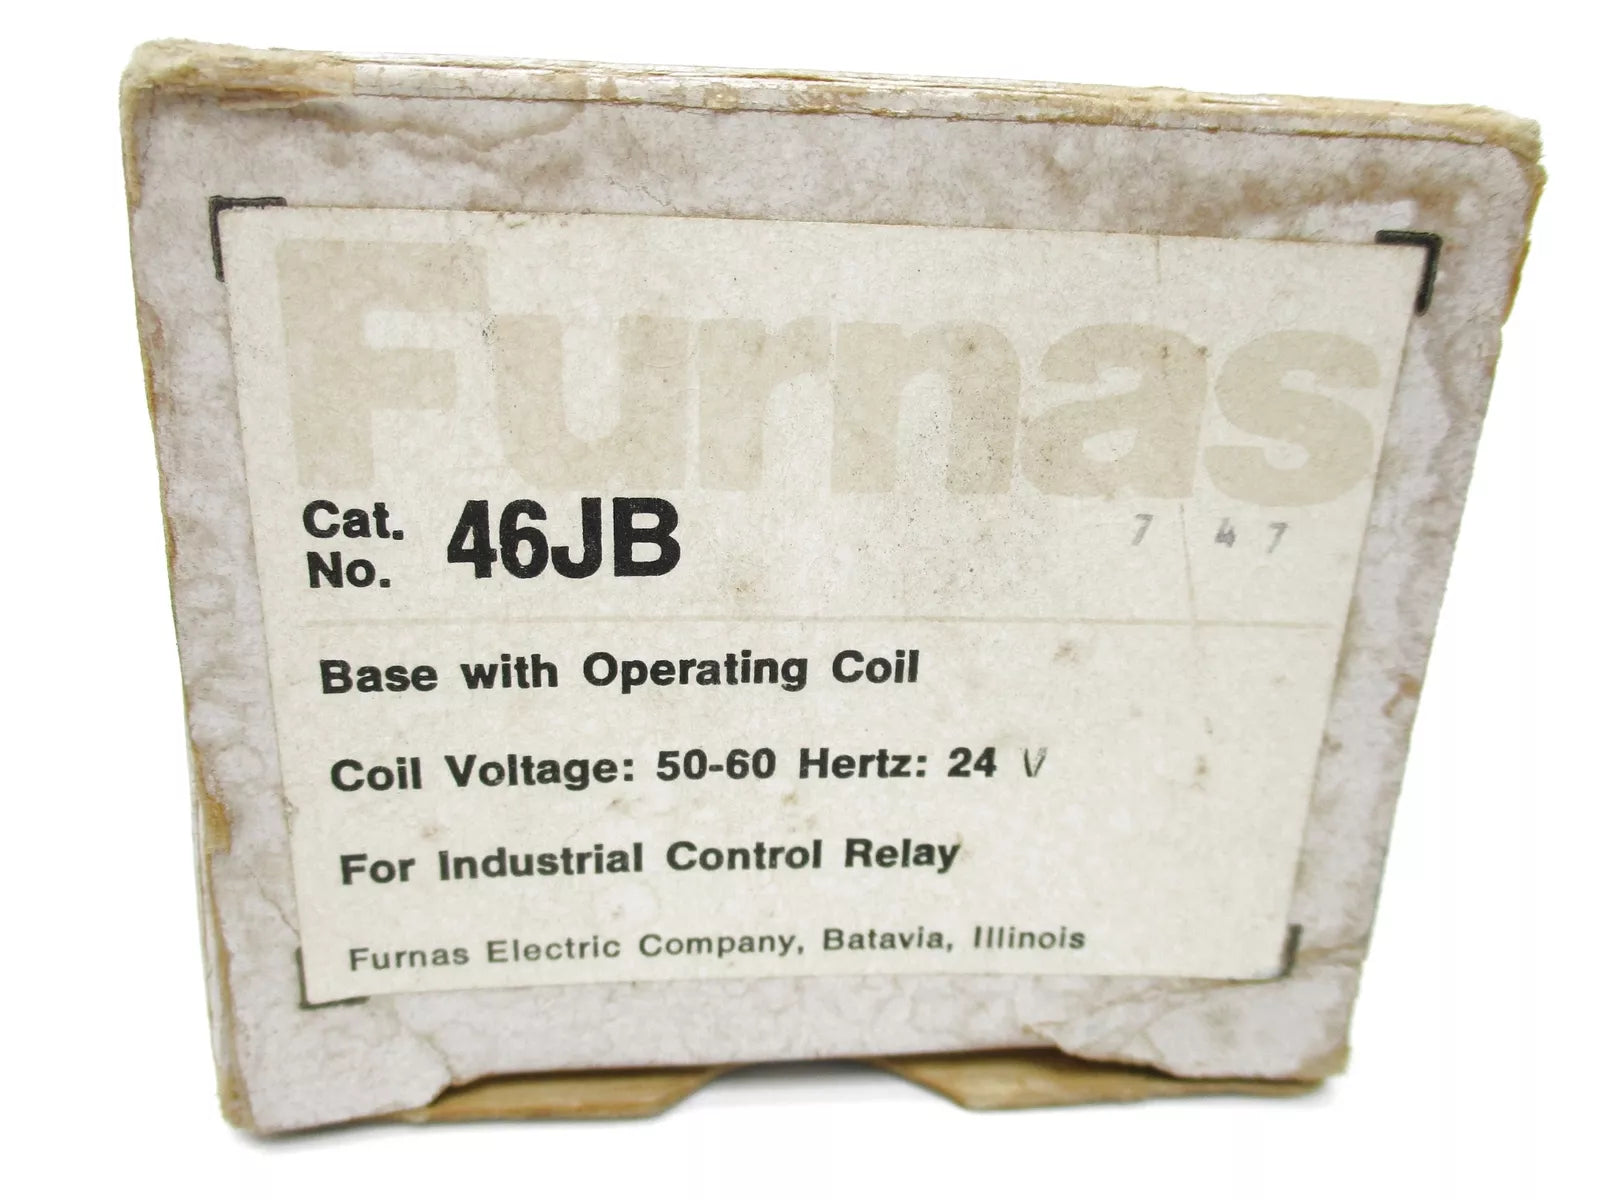 Furnas
Cat. No. 46JB
7 47
Base with Operating Coil
Coil Voltage: 50-60 Hertz: 24 V
For Industrial Control Relay
Furnas Electric Company, Batavia, Illinois